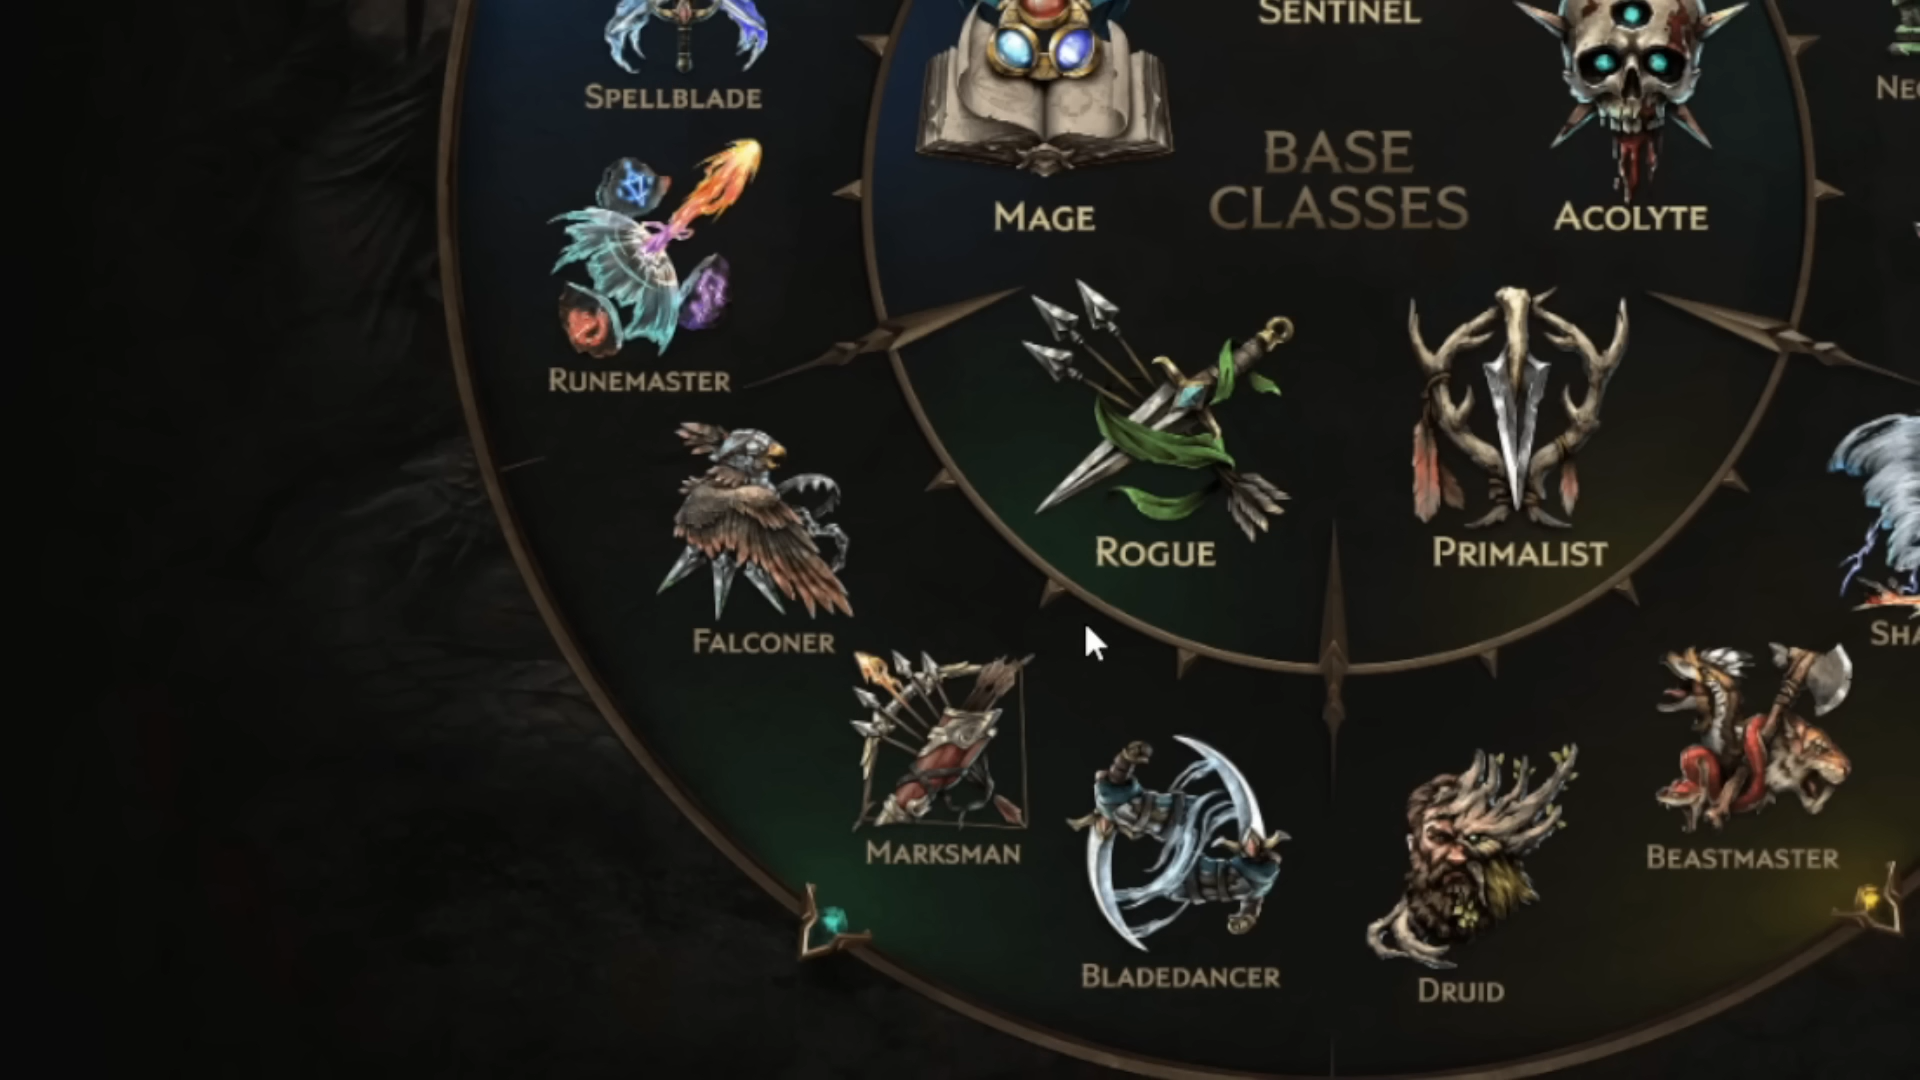 SENTINEL
SPELLBLADE
BASE
CLASSES
MAGE
ACOLYTE
RUNEMASTER
ROGUE
PRIMALIST
FALCONER
MARKSMAN
BEASTMASTER
BLADEDANCER
DRUID